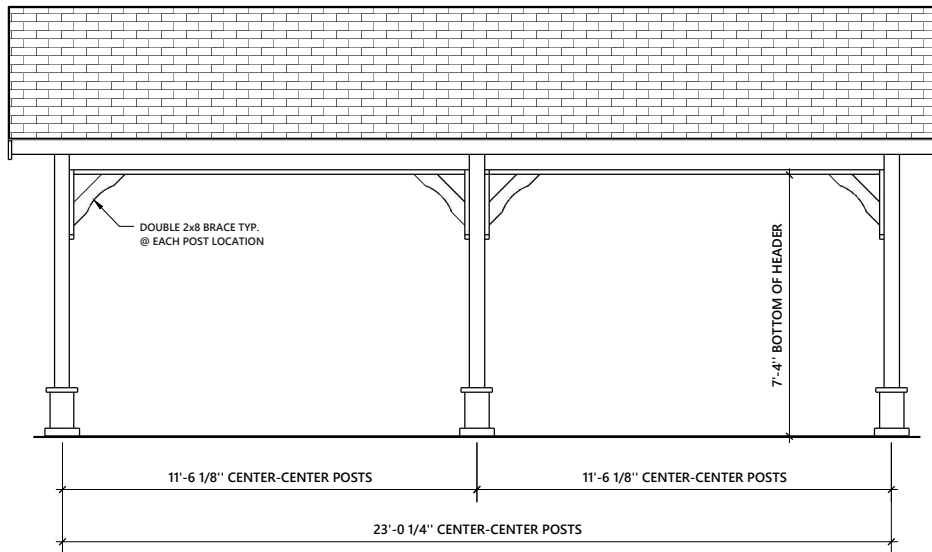 DOUBLE 2x8 BRACE TYP.
@ EACH POST LOCATION
7'-4" BOTTOM OF HEADER
11'-6 1/8'' CENTER-CENTER POSTS
11'-6 1/8'' CENTER-CENTER POSTS
23'-0 1/4'' CENTER-CENTER POSTS